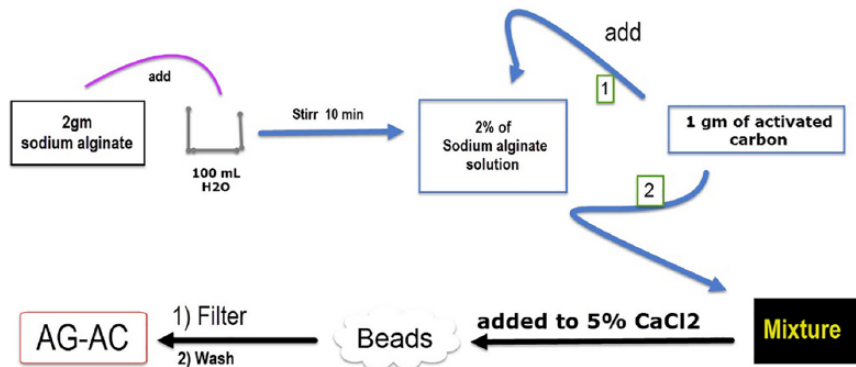 add
2gm
sodium alginate
100 mL
H2O
Stirr 10 min
2% of
Sodium alginate
solution
add
1
1 gm of activated
carbon
2
Mixture
added to 5% CaCl2
Beads
1) Filter
2) Wash
AG-AC